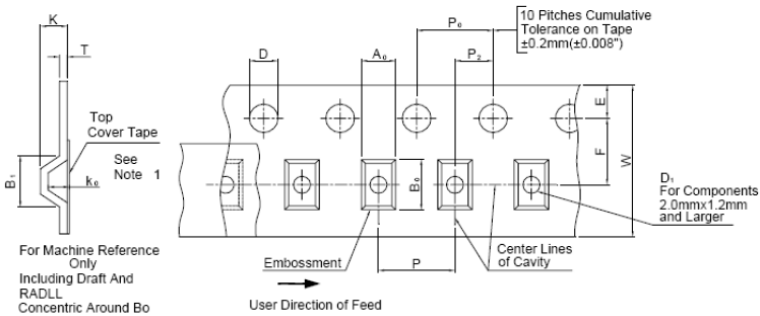 K
T
Top
Cover Tape
See
Note 1
B₁
k₀
For Machine Reference
Only
Including Draft And
RADLL
Concentric Around Bo
D
A₀
P₀
P₂
10 Pitches Cumulative
Tolerance on Tape
±0.2mm(±0.008")
E
F
W
B₀
D₁
For Components
2.0mmx1.2mm
and Larger
Embossment
P
Center Lines
of Cavity
User Direction of Feed